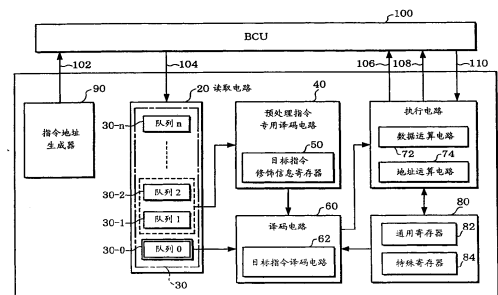 100
BCU
102
104
106
108
110
90
指令地址
生成器
20 读取电路
30-n
队列 n
30-2
队列 2
30-1
队列 1
30-0
队列 0
30
40
预处理指令
专用译码电路
50
目标指令
修饰信息寄存器
60
译码电路
62
目标指令译码电路
70
执行电路
数据运算电路
72
74
地址运算电路
80
通用寄存器
82
特殊寄存器
84